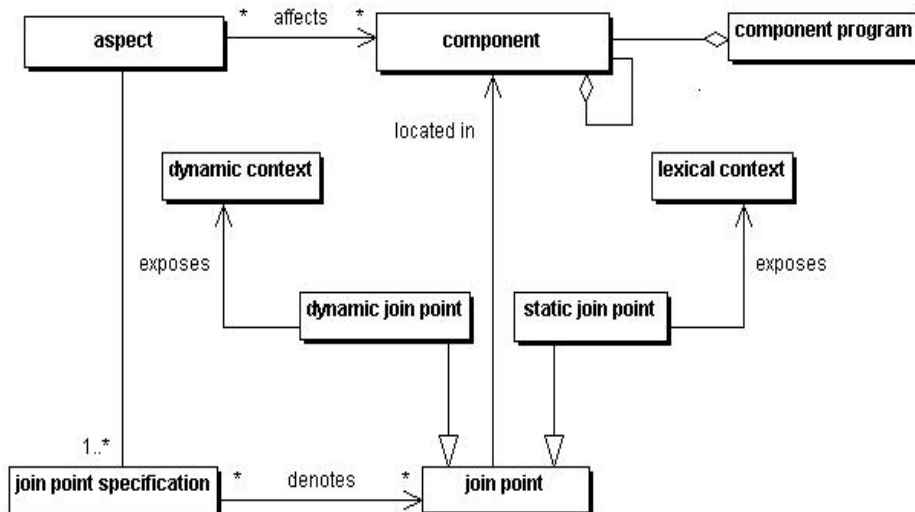 * affects *
aspect
component
component program
located in
dynamic context
lexical context
exposes
exposes
dynamic join point
static join point
1..*
* denotes *
join point specification
join point